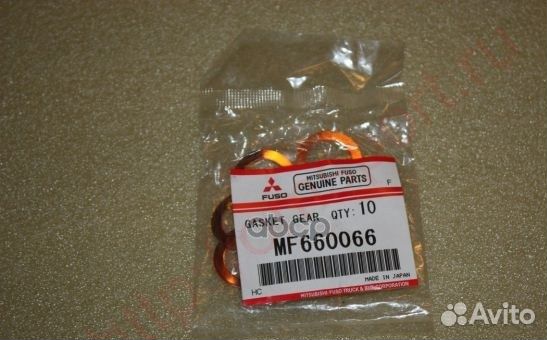 FUSO
MITSUBISHI FUSO
GENUINE PARTS
F
GASKET GEAR QTY: 10
MF660066
MADE IN JAPAN
HC
MITSUBISHI FUSO TRUCK & BUS CORPORATION
Avito